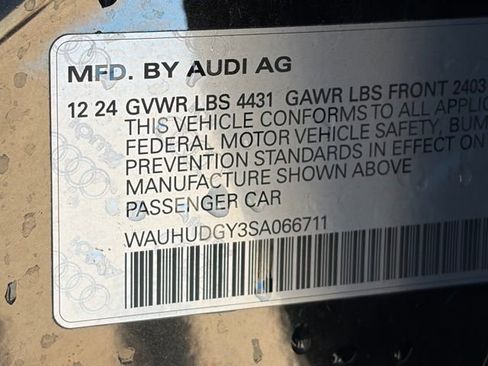 MFD. BY AUDI AG
12 24 GVWR LBS 4431 GAWR LBS FRONT 2403
THIS VEHICLE CONFORMS TO ALL APPLIC
FEDERAL MOTOR VEHICLE SAFETY, BUM
PREVENTION STANDARDS IN EFFECT ON
MANUFACTURE SHOWN ABOVE
PASSENGER CAR
WAUHUDGY3SA066711